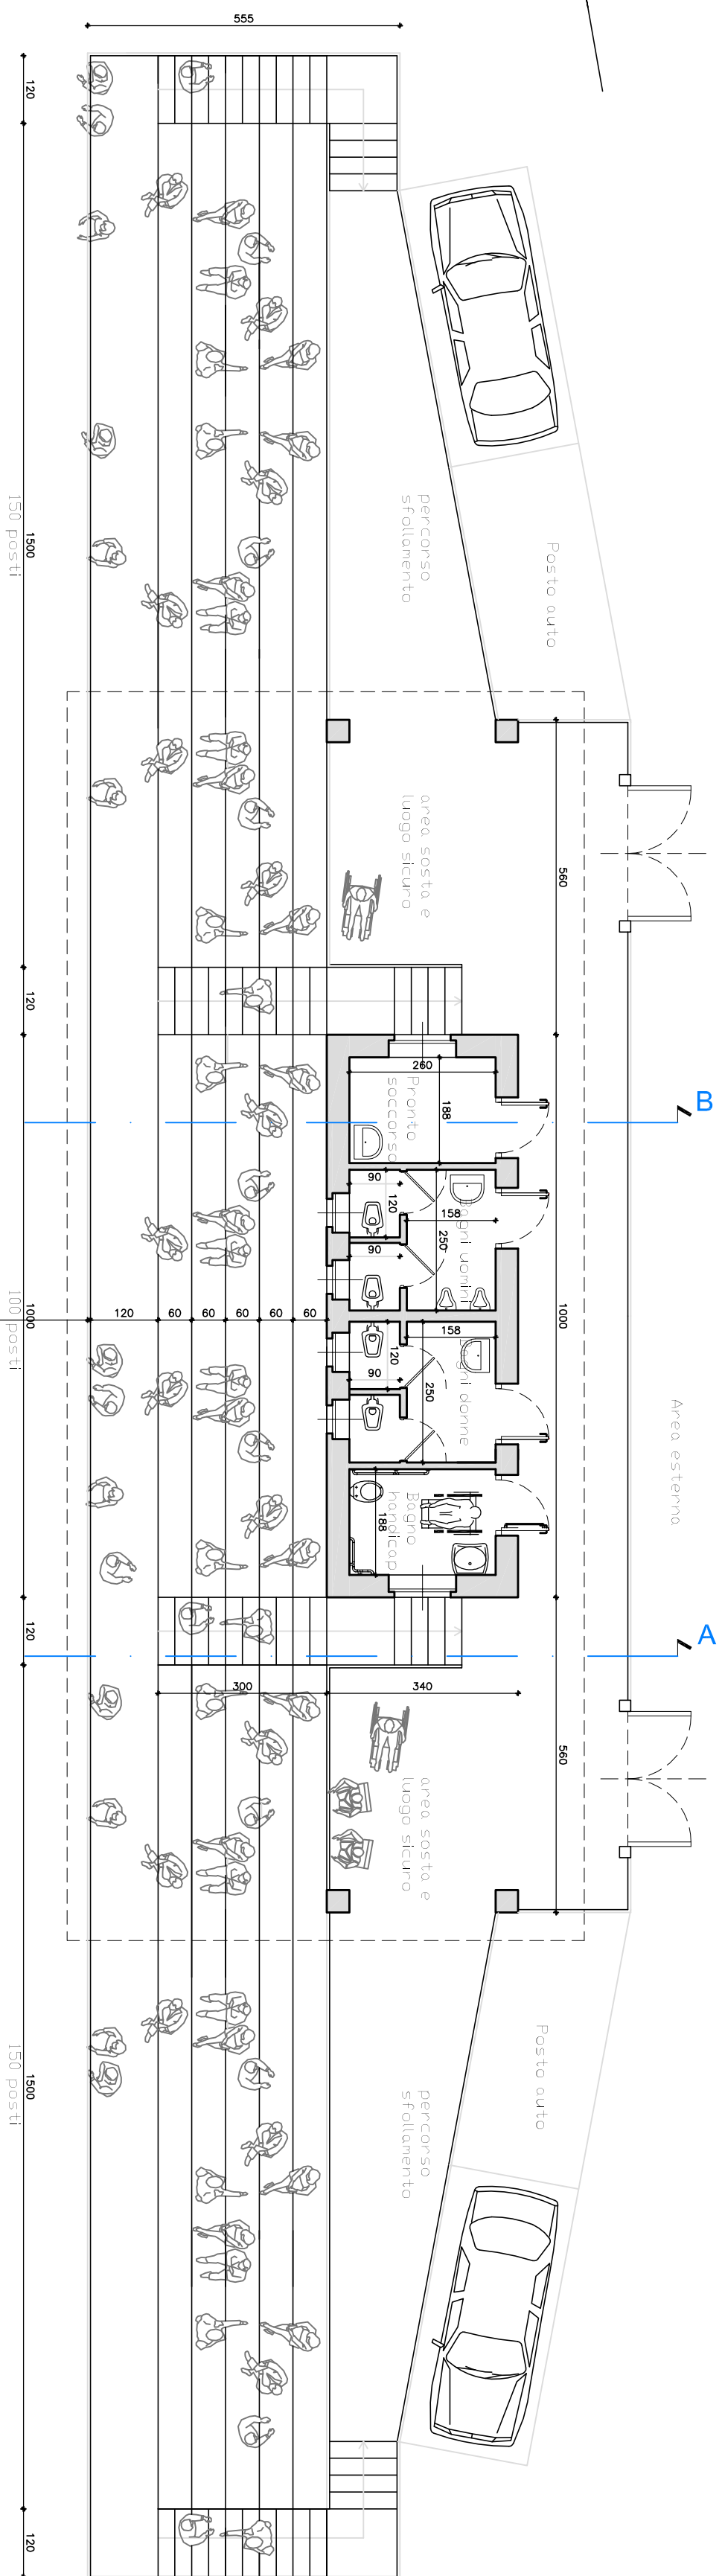 555
120
1500
150 posti
percorso
sfollamento
Posto auto
560
area sosta e
luogo sicuro
120
260
188
Pronto
soccorso
B
90
120
158
250
Bagni uomini
90
1000
100 posti
120
60
60
60
60
60
1000
158
120
90
250
Bagni donne
Area esterna
188
Bagno
handicap
120
A
300
340
560
area sosta e
luogo sicuro
Posto auto
1500
150 posti
percorso
sfollamento
120